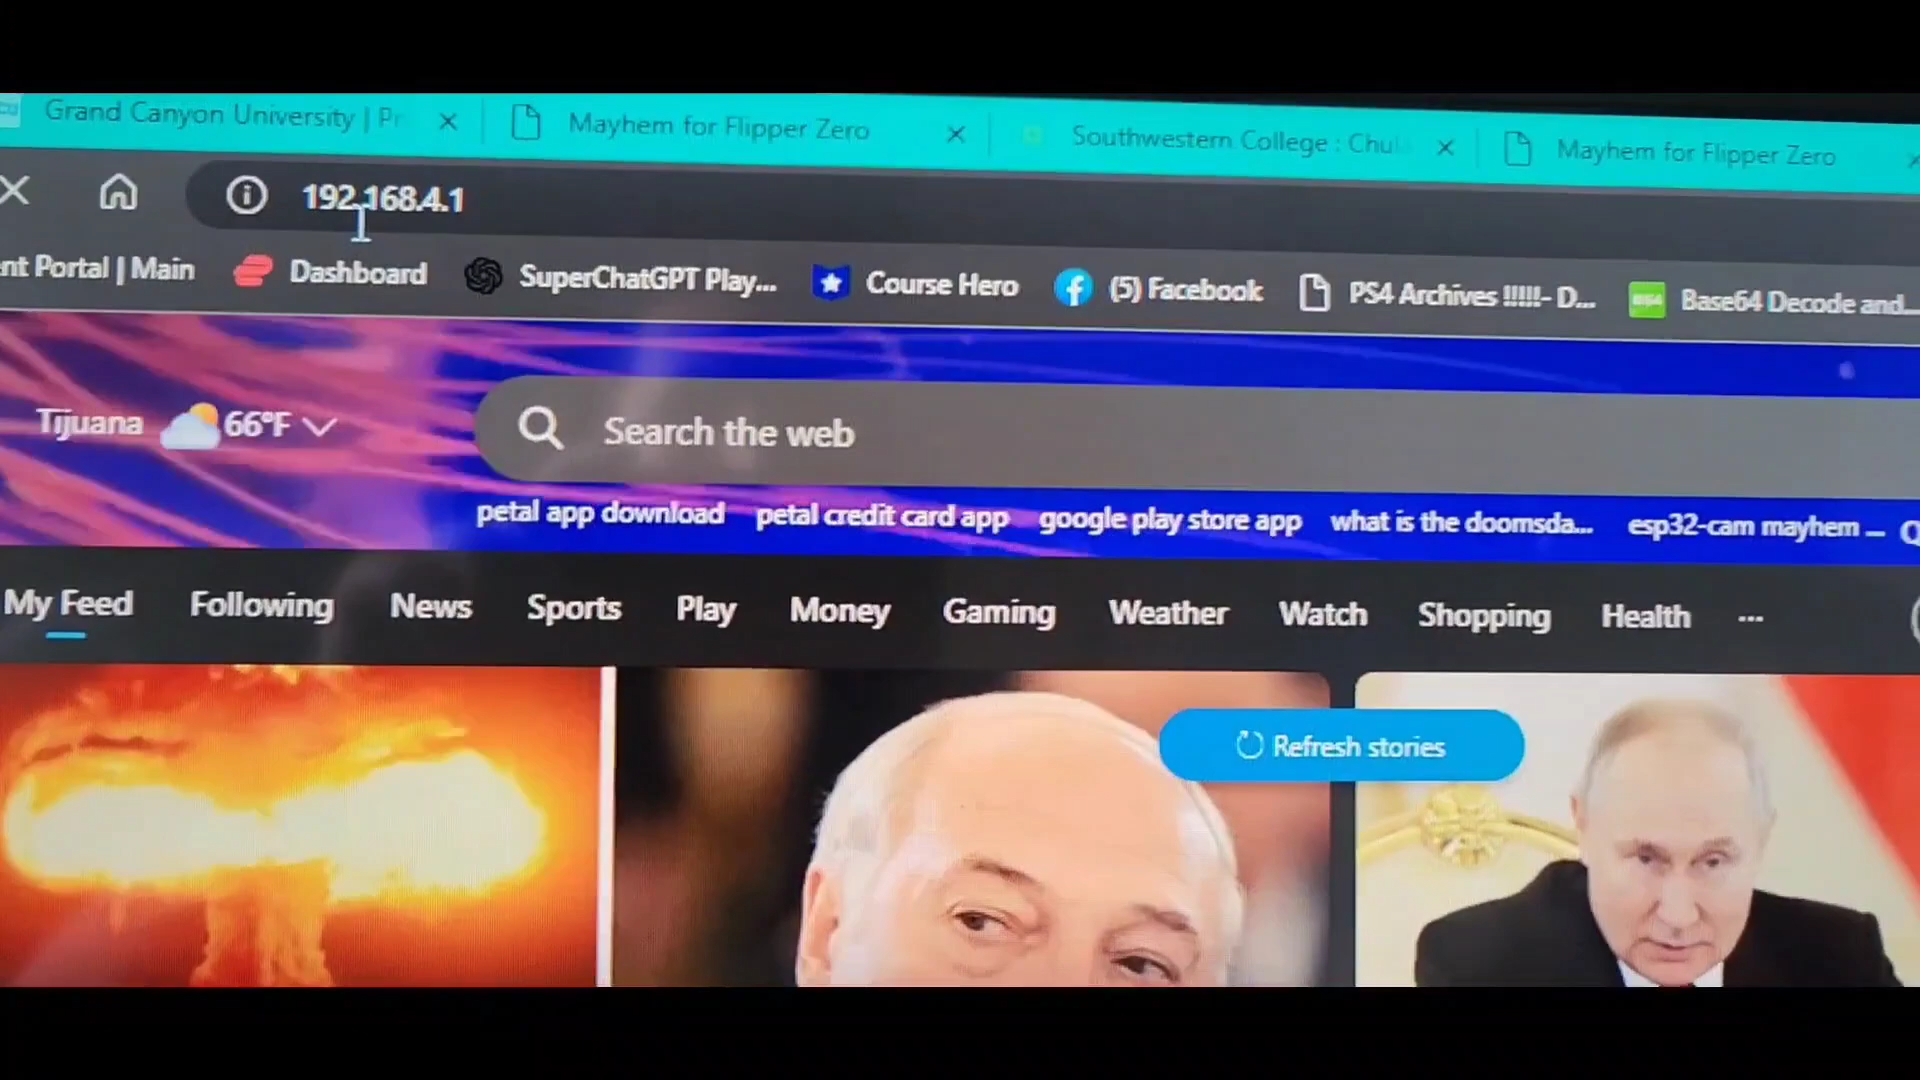 Grand Canyon University | Pr
Mayhem for Flipper Zero
Southwestern College : Chula
Mayhem for Flipper Zero
192.168.4.1
nt Portal | Main
Dashboard
SuperChatGPT Play...
Course Hero
(5) Facebook
PS4 Archives !!!!!- D...
Base64 Decode and...
Tijuana
66°F
Search the web
petal app download
petal credit card app
google play store app
what is the doomsda...
esp32-cam mayhem –
My Feed
Following
News
Sports
Play
Money
Gaming
Weather
Watch
Shopping
Health
...
Refresh stories